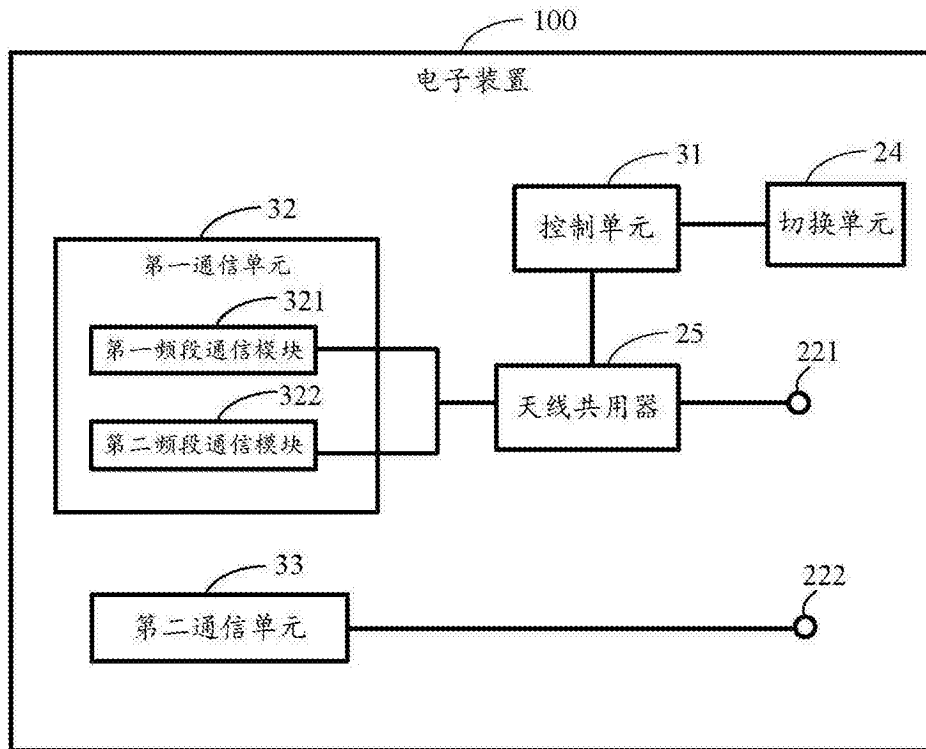 100
电子装置
31
24
控制单元
切换单元
32
第一通信单元
321
第一频段通信模块
322
第二频段通信模块
25
天线共用器
221
33
第二通信单元
222